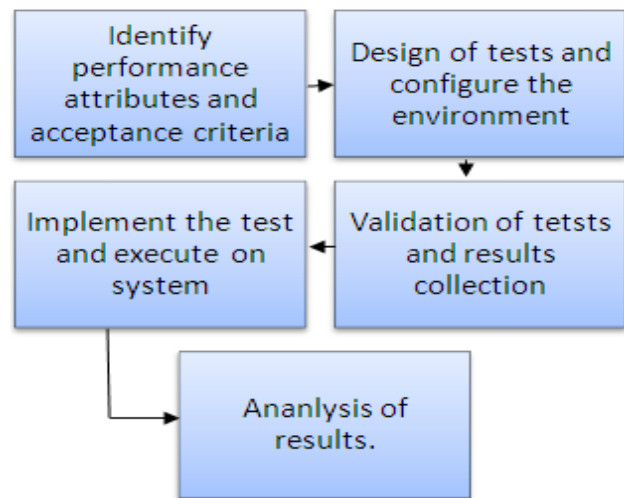 Identify
performance
attributes and
acceptance criteria
Design of tests and
configure the
environment
Validation of tetsts
and results
collection
Implement the test
and execute on
system
Ananlysis of
results.